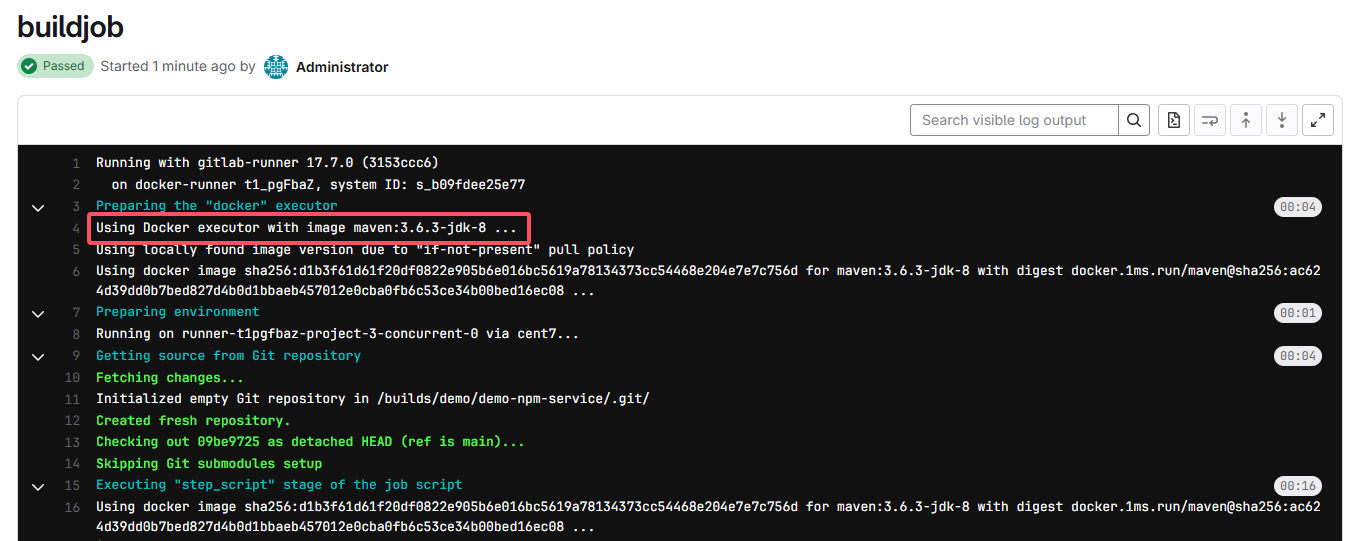 buildjob
Passed Started 1 minute ago by Administrator
Search visible log output
1 Running with gitlab-runner 17.7.0 (3153ccc6)
2 on docker-runner t1_pgFbaZ, system ID: s_b09fdee25e77
3 Preparing the "docker" executor 00:04
4 Using Docker executor with image maven:3.6.3-jdk-8 ...
5 Using locally found image version due to "if-not-present" pull policy
6 Using docker image sha256:d1b3f61d61f20df0822e905b6e016bc5619a78134373cc54468e204e7e7c756d for maven:3.6.3-jdk-8 with digest docker.1ms.run/maven@sha256:ac62
4d39dd0b7bed827d4b0d1bbaeb457012e0cba0fb6c53ce34b00bed16ec08 ...
7 Preparing environment 00:01
8 Running on runner-t1pgfbaz-project-3-concurrent-0 via cent7...
9 Getting source from Git repository 00:04
10 Fetching changes...
11 Initialized empty Git repository in /builds/demo/demo-npm-service/.git/
12 Created fresh repository.
13 Checking out 09be9725 as detached HEAD (ref is main)...
14 Skipping Git submodules setup
15 Executing "step_script" stage of the job script 00:16
16 Using docker image sha256:d1b3f61d61f20df0822e905b6e016bc5619a78134373cc54468e204e7e7c756d for maven:3.6.3-jdk-8 with digest docker.1ms.run/maven@sha256:ac62
4d39dd0b7bed827d4b0d1bbaeb457012e0cba0fb6c53ce34b00bed16ec08 ...